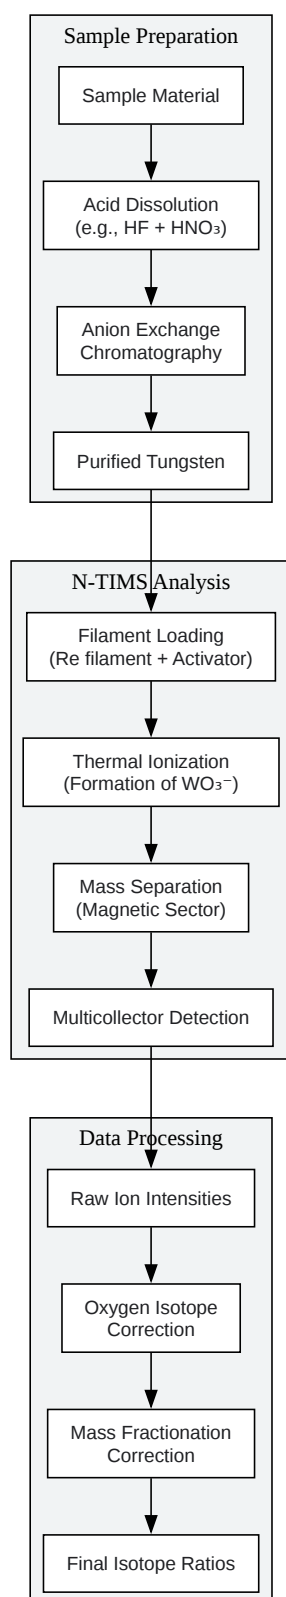 Sample Preparation
Sample Material
Acid Dissolution
(e.g., HF + HNO₃)
Anion Exchange
Chromatography
Purified Tungsten
N-TIMS Analysis
Filament Loading
(Re filament + Activator)
Thermal Ionization
(Formation of WO₃⁻)
Mass Separation
(Magnetic Sector)
Multicollector Detection
Data Processing
Raw Ion Intensities
Oxygen Isotope
Correction
Mass Fractionation
Correction
Final Isotope Ratios